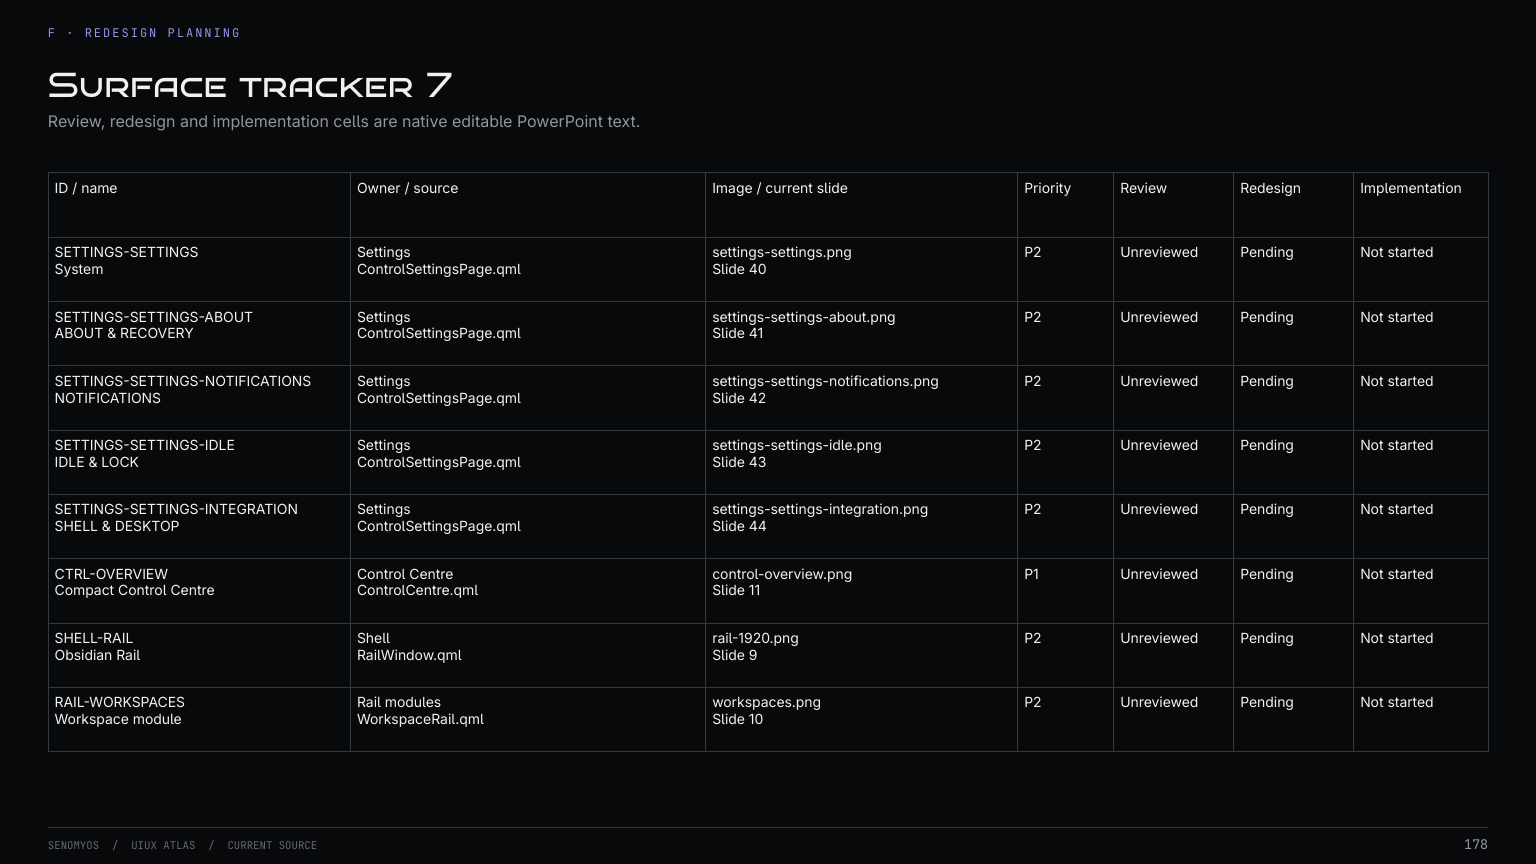 F · REDESIGN PLANNING
Surface tracker 7
Review, redesign and implementation cells are native editable PowerPoint text.
ID / name Owner / source Image / current slide Priority Review Redesign Implementation
SETTINGS-SETTINGS Settings settings-settings.png P2 Unreviewed Pending Not started
System ControlSettingsPage.qml Slide 40
SETTINGS-SETTINGS-ABOUT Settings settings-settings-about.png P2 Unreviewed Pending Not started
ABOUT & RECOVERY ControlSettingsPage.qml Slide 41
SETTINGS-SETTINGS-NOTIFICATIONS Settings settings-settings-notifications.png P2 Unreviewed Pending Not started
NOTIFICATIONS ControlSettingsPage.qml Slide 42
SETTINGS-SETTINGS-IDLE Settings settings-settings-idle.png P2 Unreviewed Pending Not started
IDLE & LOCK ControlSettingsPage.qml Slide 43
SETTINGS-SETTINGS-INTEGRATION Settings settings-settings-integration.png P2 Unreviewed Pending Not started
SHELL & DESKTOP ControlSettingsPage.qml Slide 44
CTRL-OVERVIEW Control Centre control-overview.png P1 Unreviewed Pending Not started
Compact Control Centre ControlCentre.qml Slide 11
SHELL-RAIL Shell rail-1920.png P2 Unreviewed Pending Not started
Obsidian Rail RailWindow.qml Slide 9
RAIL-WORKSPACES Rail modules workspaces.png P2 Unreviewed Pending Not started
Workspace module WorkspaceRail.qml Slide 10
SENOMYOS / UIUX ATLAS / CURRENT SOURCE 178